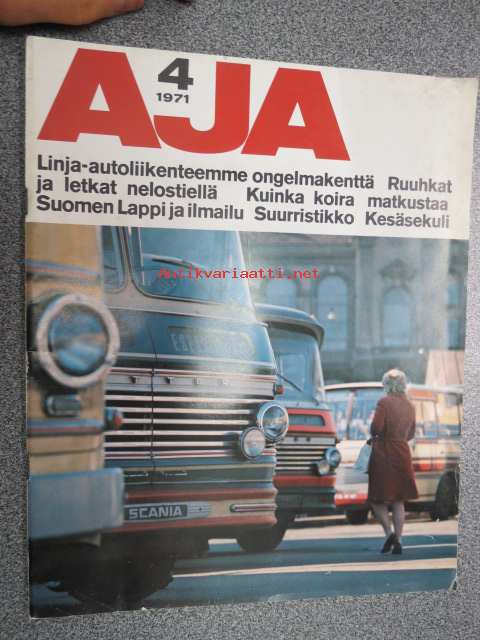 AJA
4
1971
Linja-autoliikenteemme ongelmakenttä Ruuhkat
ja letkat nelostiellä Kuinka koira matkustaa
Suomen Lappi ja ilmailu Suurristikko Kesäsekuli
Antikvariaatti.net
SCANIA